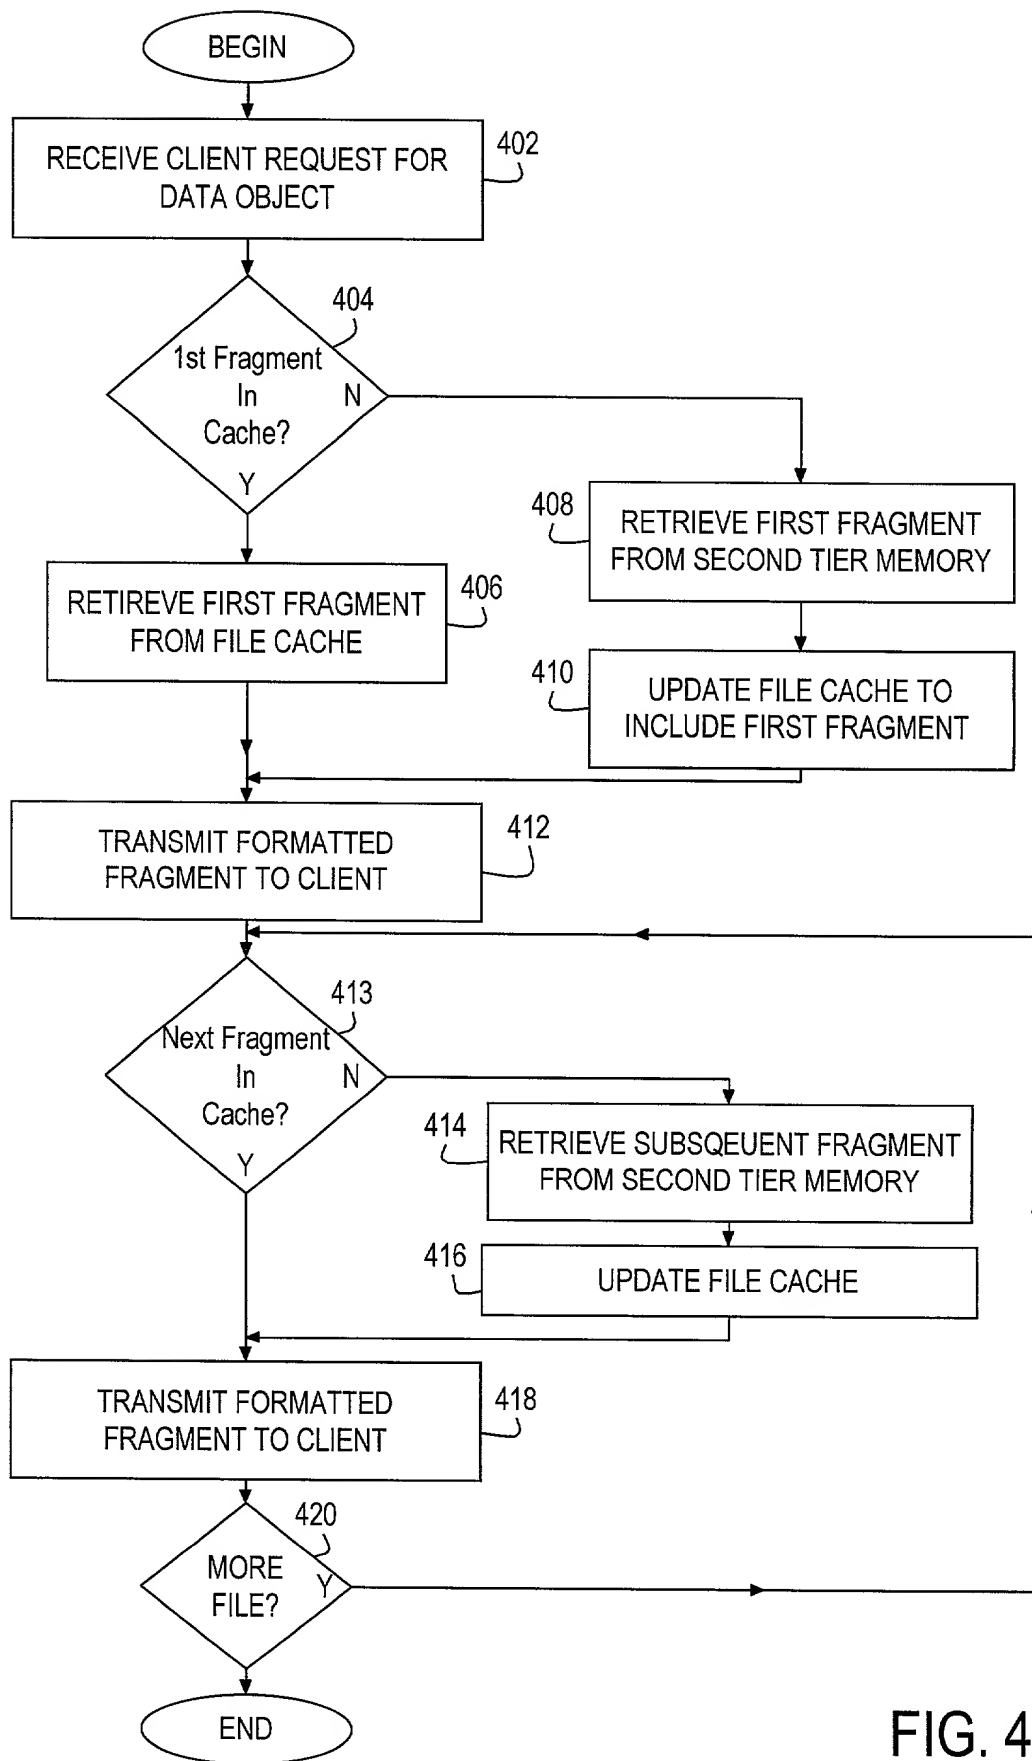 BEGIN
RECEIVE CLIENT REQUEST FOR
DATA OBJECT
402
404
1st Fragment
In
Cache?
N
Y
408
RETRIEVE FIRST FRAGMENT
FROM SECOND TIER MEMORY
406
RETIREVE FIRST FRAGMENT
FROM FILE CACHE
410
UPDATE FILE CACHE TO
INCLUDE FIRST FRAGMENT
412
TRANSMIT FORMATTED
FRAGMENT TO CLIENT
413
Next Fragment
In
Cache?
N
Y
414
RETRIEVE SUBSQEUENT FRAGMENT
FROM SECOND TIER MEMORY
416
UPDATE FILE CACHE
418
TRANSMIT FORMATTED
FRAGMENT TO CLIENT
420
MORE
FILE?
Y
END
FIG. 4